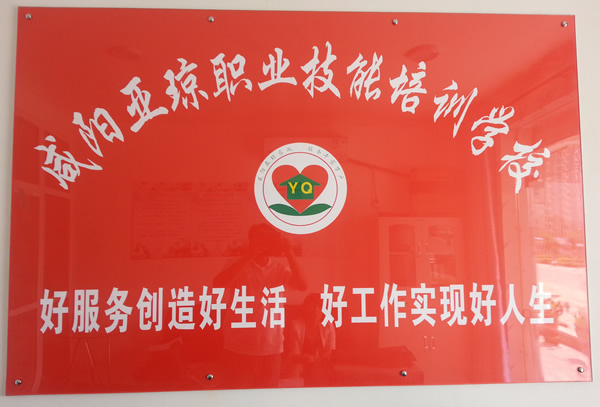 咸阳亚琼职业技能培训学校
YQ
好服务创造好生活 好工作实现好人生